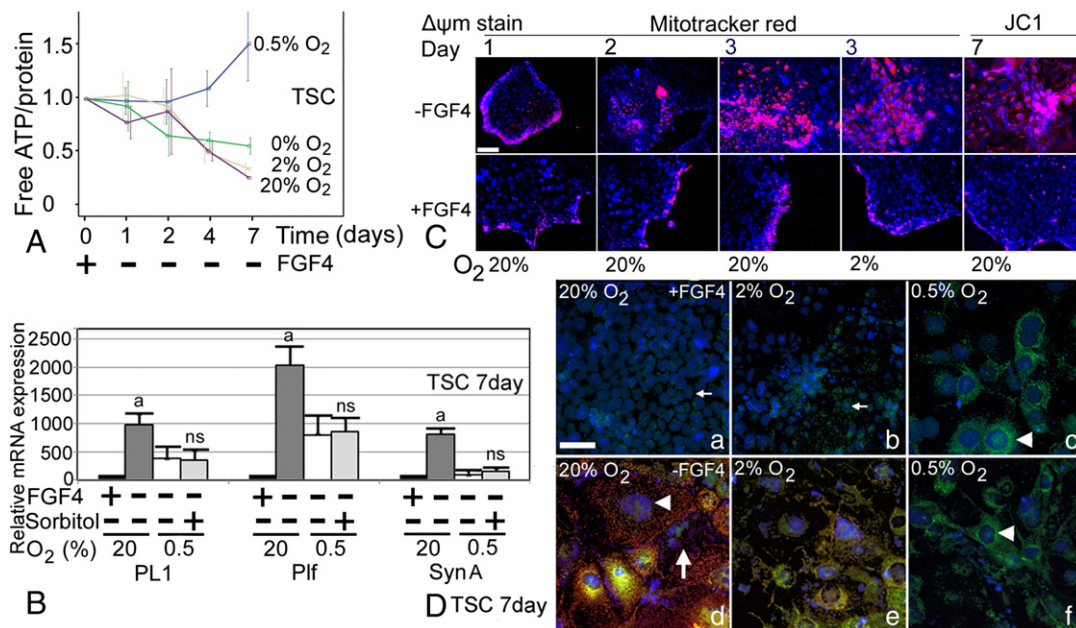 1.5
1.0
0.5
0
Free ATP/protein
0.5% O2
TSC
0% O2
2% O2
20% O2
0 1 2 4 7 Time (days)
+ − − − − FGF4
A
Δψm stain Mitotracker red JC1
Day 1 2 3 3 7
-FGF4
+FGF4
C
O2 20% 20% 20% 2% 20%
Relative mRNA expression
2500
2000
1500
1000
500
0
TSC 7day
a a a
ns ns ns
FGF4 + − − − + − − − + − − −
Sorbitol − − − + − − − + − − − +
O2 (%) 20 0.5 20 0.5 20 0.5
PL1 Plf SynA
B
20% O2 +FGF4 2% O2 0.5% O2
a b c
20% O2 -FGF4 2% O2 0.5% O2
d e f
D TSC 7day